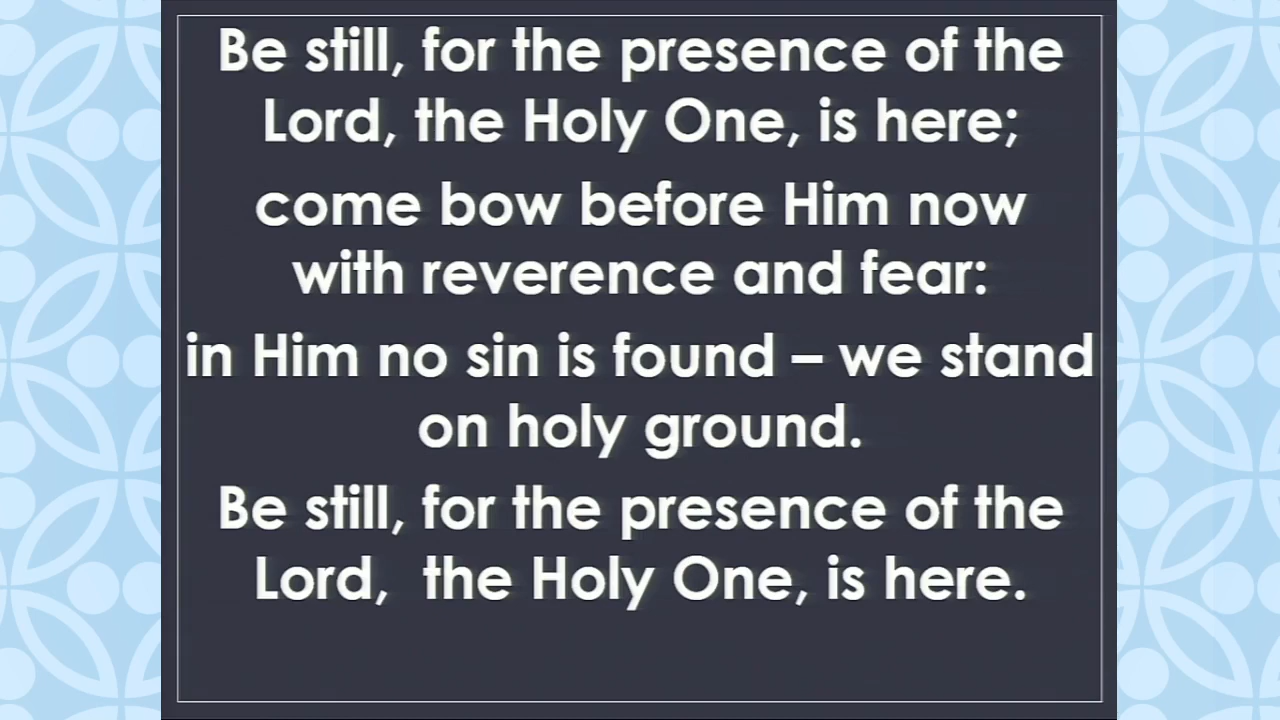 Be still, for the presence of the
Lord, the Holy One, is here;
come bow before Him now
with reverence and fear:
in Him no sin is found – we stand
on holy ground.
Be still, for the presence of the
Lord,  the Holy One, is here.